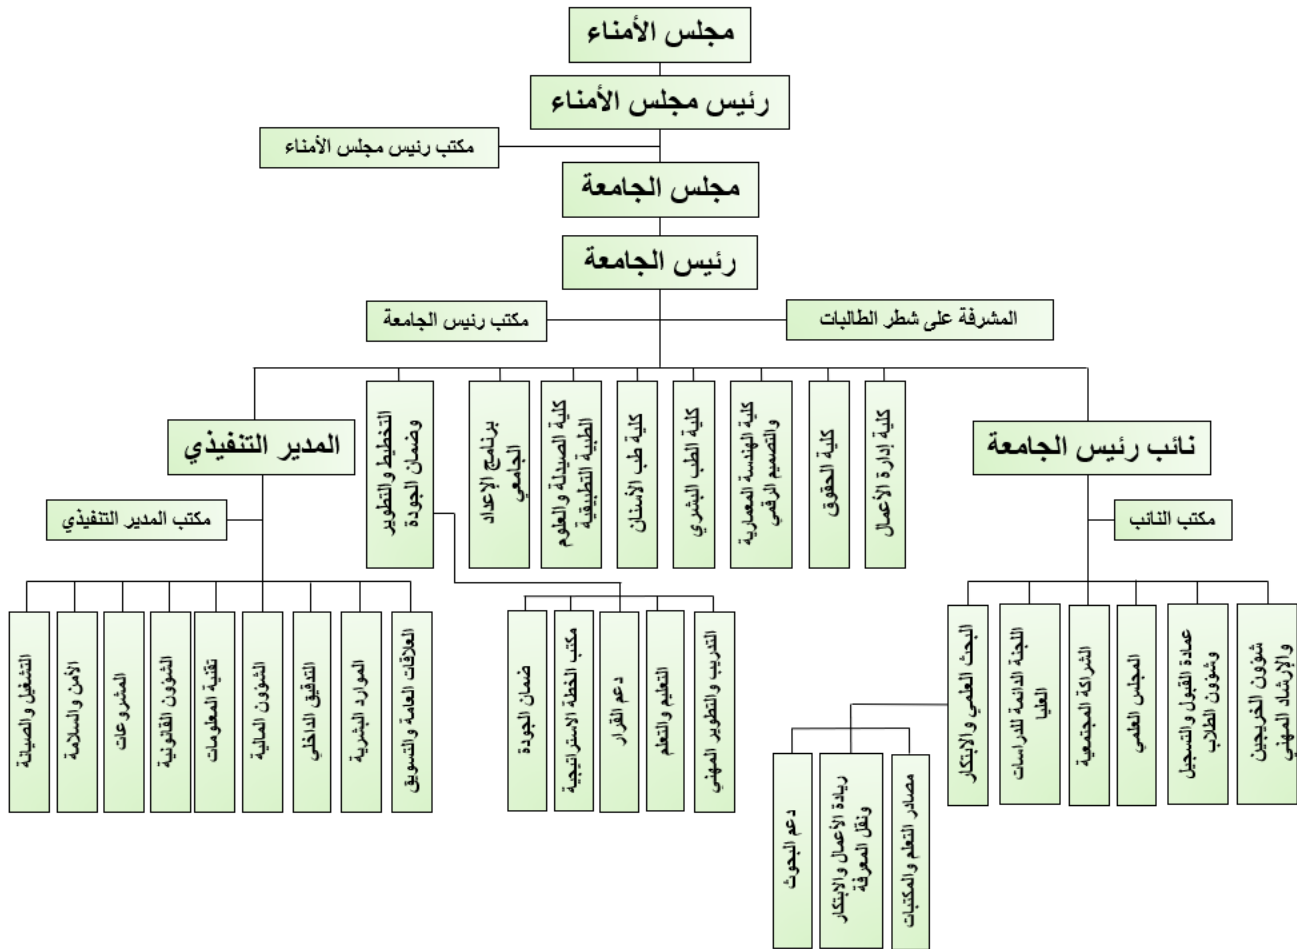 مجلس الأمناء
رئيس مجلس الأمناء
مكتب رئيس مجلس الأمناء
مجلس الجامعة
رئيس الجامعة
المشرفة على شطر الطالبات
مكتب رئيس الجامعة
نائب رئيس الجامعة
كلية إدارة الأعمال
كلية الحقوق
كلية الهندسة المعمارية
والتصميم الرقمي
كلية الطب البشري
كلية طب الأسنان
كلية الصيدلة والعلوم
الطبية التطبيقية
برنامج الإعداد
الجامعي
التخطيط والتطوير
وضمان الجودة
المدير التنفيذي
مكتب النائب
مكتب المدير التنفيذي
شؤون الخريجين
والإرشاد المهني
عمادة القبول والتسجيل
وشؤون الطلاب
المجلس العلمي
الشراكة المجتمعية
اللجنة الدائمة للدراسات
العليا
البحث العلمي والابتكار
التدريب والتطوير المهني
التعليم والتعلم
دعم القرار
مكتب الخطة الاستراتيجية
ضمان الجودة
العلاقات العامة والتسويق
الموارد البشرية
التدقيق الداخلي
الشؤون المالية
تقنية المعلومات
الشؤون القانونية
المشروعات
الأمن والسلامة
التشغيل والصيانة
مصادر التعلم والمكتبات
ريادة الأعمال والابتكار
ونقل المعرفة
دعم البحوث